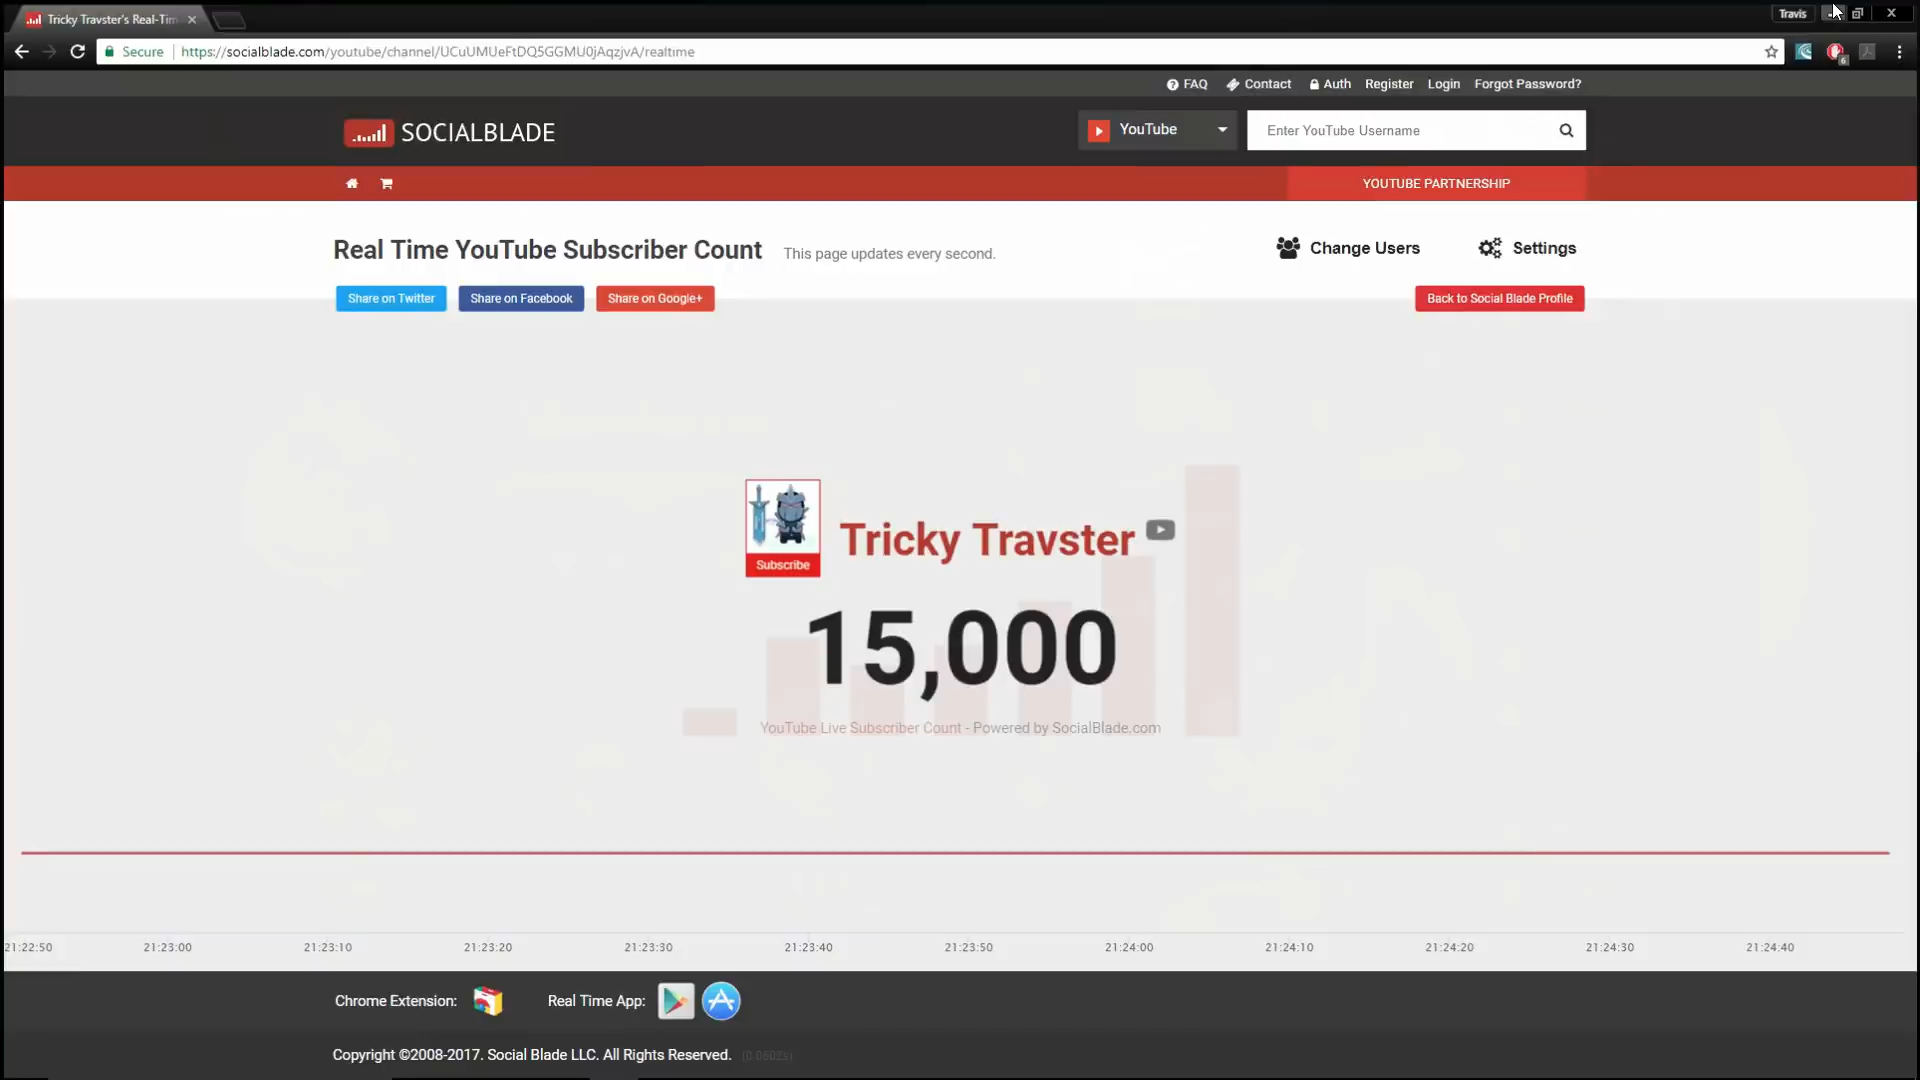 Tricky Travster's Real-Tim
Travis
Secure https://socialblade.com/youtube/channel/UCuUMUeFtDQ5GGMU0jAqzjvA/realtime
6
FAQ Contact Auth Register Login Forgot Password?
SOCIALBLADE YouTube Enter YouTube Username
YOUTUBE PARTNERSHIP
Real Time YouTube Subscriber Count This page updates every second. Change Users Settings
Share on Twitter Share on Facebook Share on Google+ Back to Social Blade Profile
Tricky Travster
Subscribe
15,000
YouTube Live Subscriber Count - Powered by SocialBlade.com
21:22:50 21:23:00 21:23:10 21:23:20 21:23:30 21:23:40 21:23:50 21:24:00 21:24:10 21:24:20 21:24:30 21:24:40
Chrome Extension: Real Time App:
Copyright ©2008-2017. Social Blade LLC. All Rights Reserved. (0.0602s)